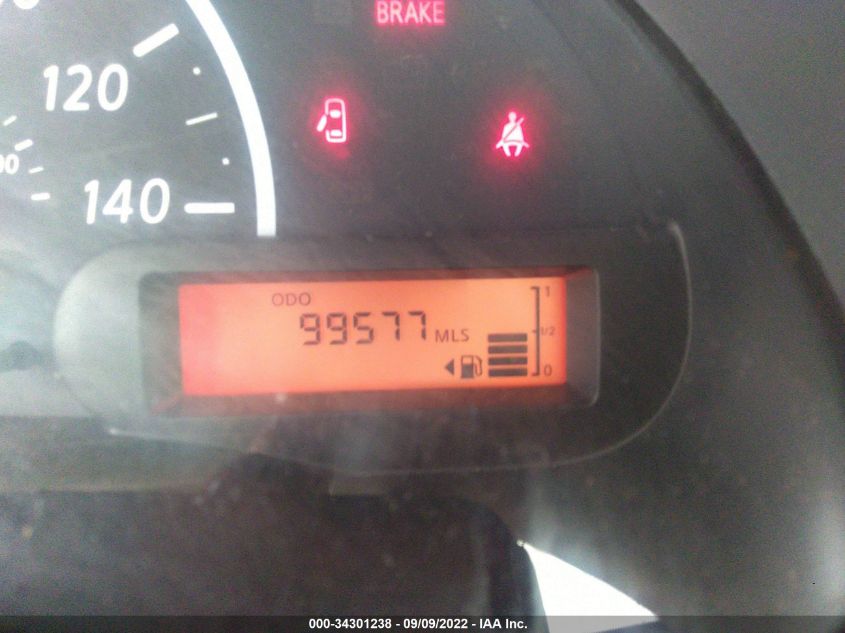 BRAKE
120
140
ODO
99577 MLS
1
1/2
0
000-34301238 - 09/09/2022 - IAA Inc.